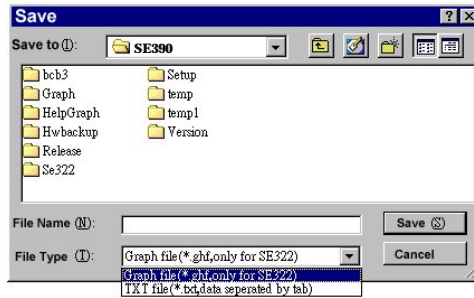 Save
Save to (I):
SE390
bcb3
Graph
HelpGraph
Hwbackup
Release
Se322
Setup
temp
temp1
Version
File Name (N):
Save (S)
File Type (T):
Graph file(*.ghf,only for SE322)
Cancel
Graph file(*.ghf,only for SE322)
TXT file(*.txt,data seperated by tab)